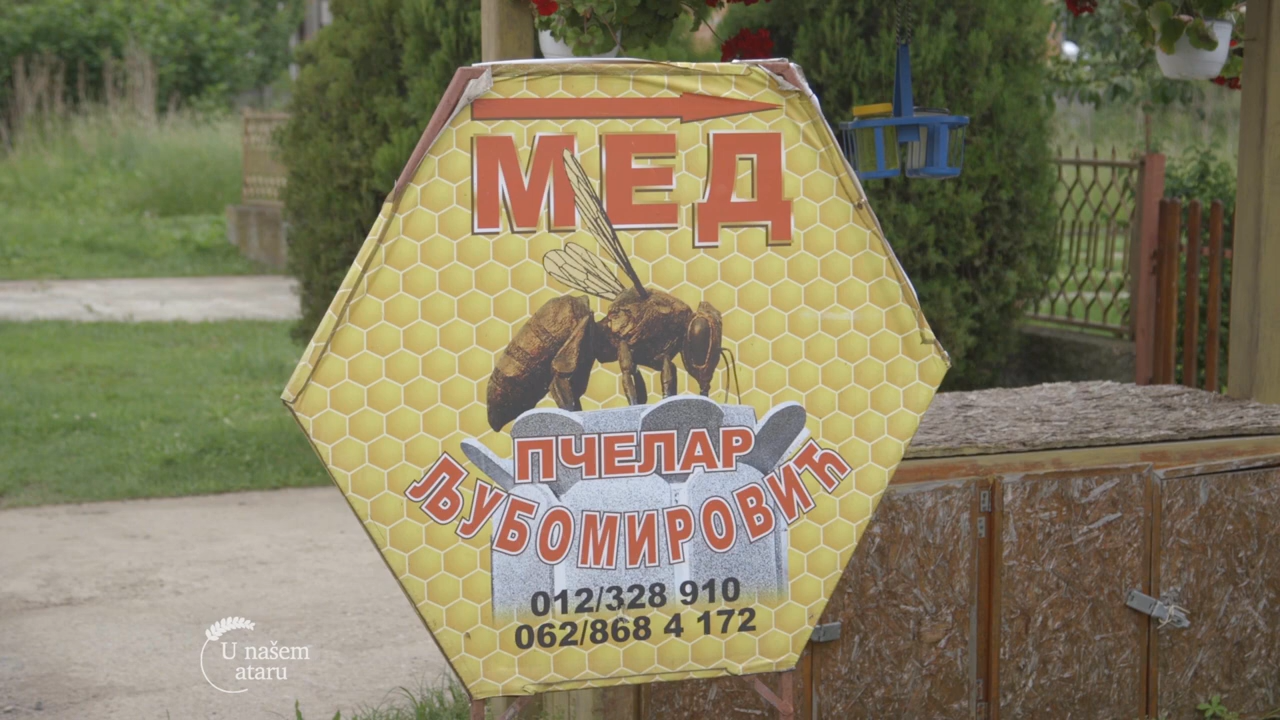 МЕД
ПЧЕЛАР
ЉУБОМИРОВИЋ
012/328 910
062/868 4 172
U našem
ataru